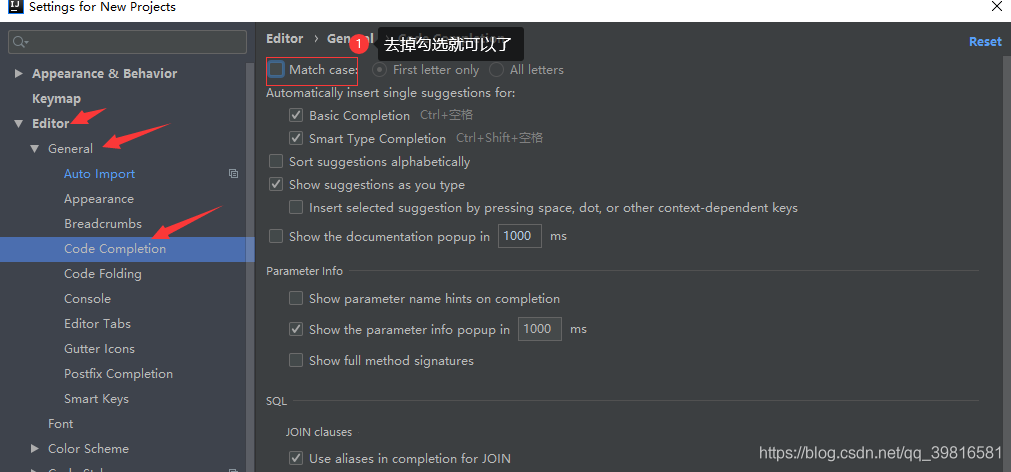 IJ
Settings for New Projects
Appearance & Behavior
Keymap
Editor
General
Auto Import
Appearance
Breadcrumbs
Code Completion
Code Folding
Console
Editor Tabs
Gutter Icons
Postfix Completion
Smart Keys
Font
Color Scheme
Editor › General
Reset
1
去掉勾选就可以了
Match case: First letter only All letters
Automatically insert single suggestions for:
Basic Completion Ctrl+空格
Smart Type Completion Ctrl+Shift+空格
Sort suggestions alphabetically
Show suggestions as you type
Insert selected suggestion by pressing space, dot, or other context-dependent keys
Show the documentation popup in 1000 ms
Parameter Info
Show parameter name hints on completion
Show the parameter info popup in 1000 ms
Show full method signatures
SQL
JOIN clauses
Use aliases in completion for JOIN
https://blog.csdn.net/qq_39816581